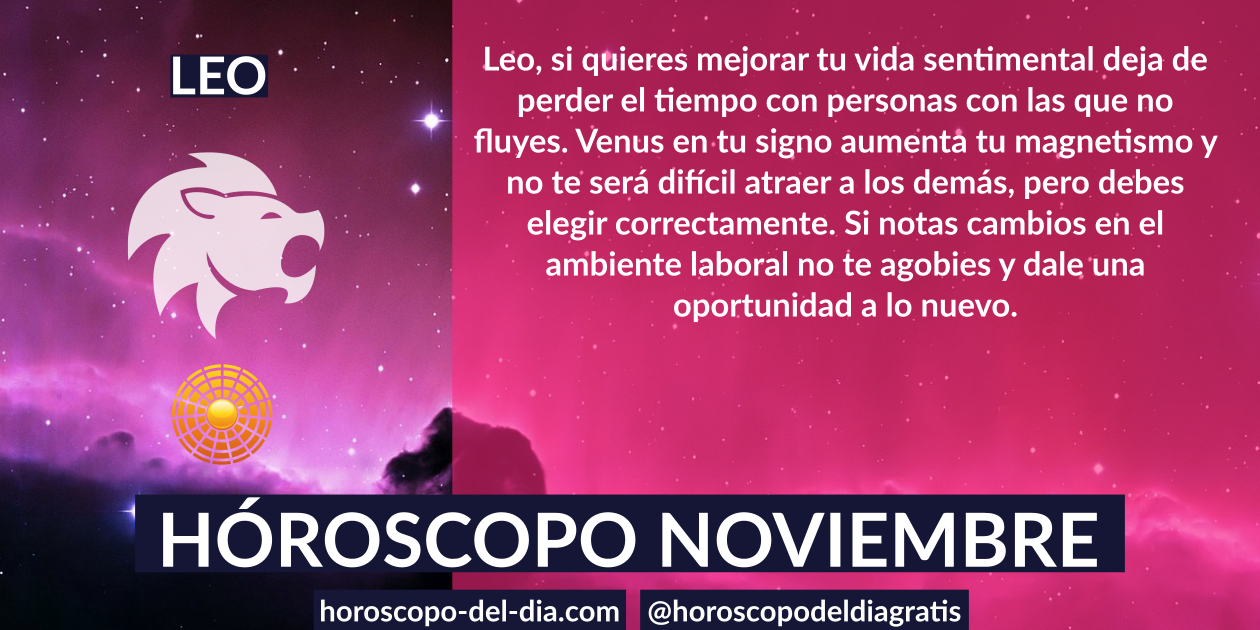 LEO
Leo, si quieres mejorar tu vida sentimental deja de
perder el tiempo con personas con las que no
fluyes. Venus en tu signo aumenta tu magnetismo y
no te será difícil atraer a los demás, pero debes
elegir correctamente. Si notas cambios en el
ambiente laboral no te agobies y dale una
oportunidad a lo nuevo.
HÓROSCOPO NOVIEMBRE
horoscopo-del-dia.com
@horoscopodeldiagratis